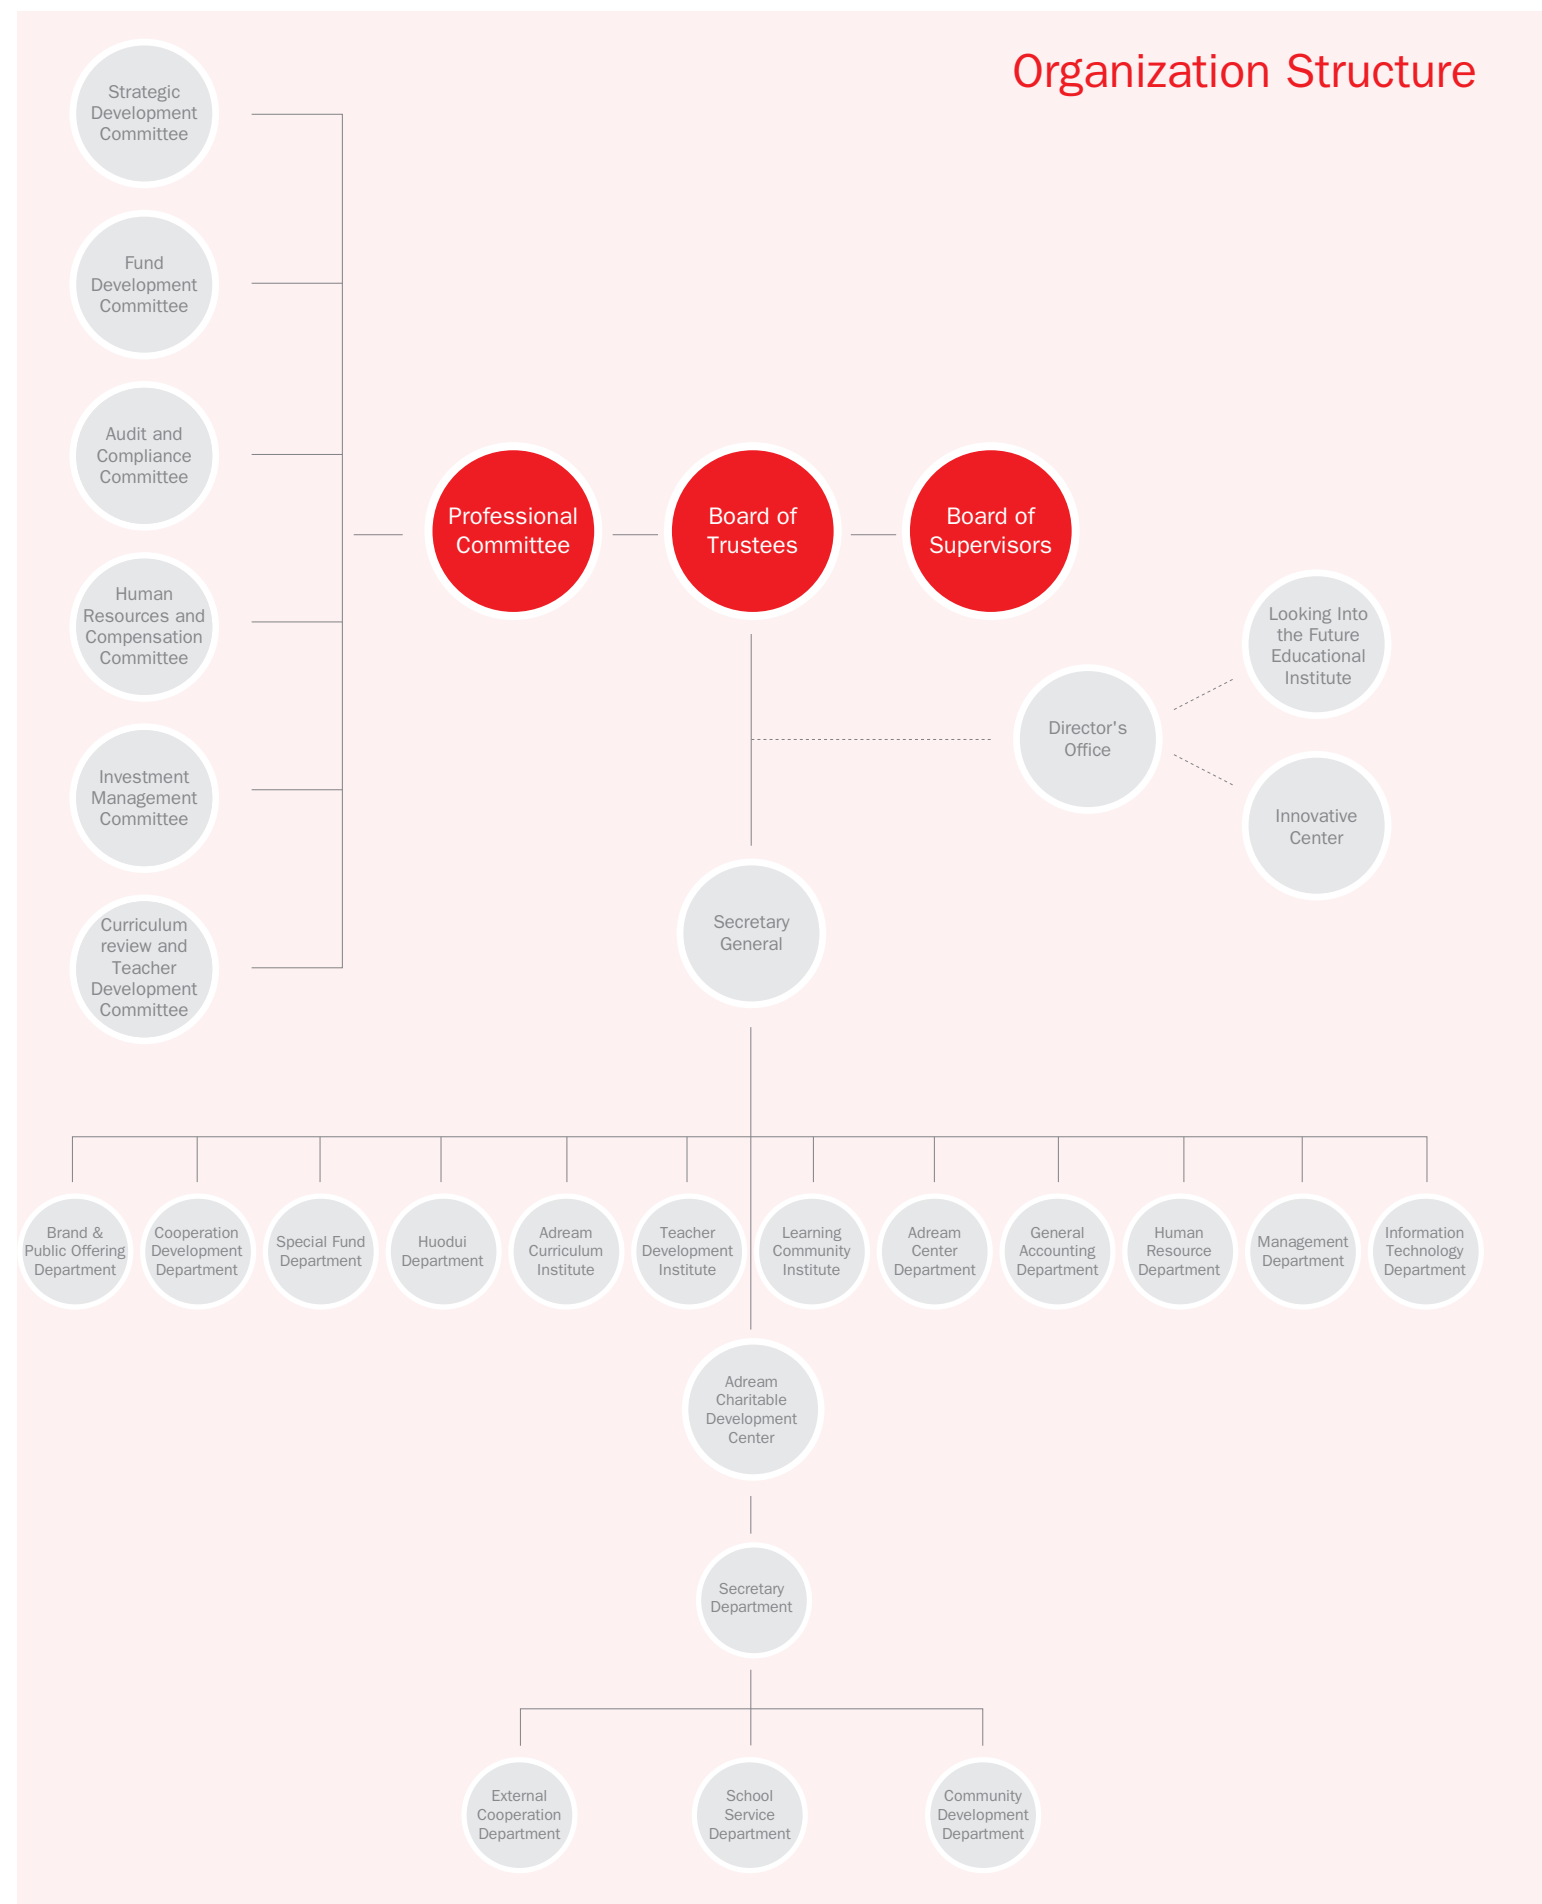 Organization Structure
Strategic
Development
Committee
Fund
Development
Committee
Audit and
Compliance
Committee
Human
Resources and
Compensation
Committee
Investment
Management
Committee
Curriculum
review and
Teacher
Development
Committee
Professional
Committee
Board of
Trustees
Board of
Supervisors
Looking Into
the Future
Educational
Institute
Director's
Office
Innovative
Center
Secretary
General
Brand &
Public Offering
Department
Cooperation
Development
Department
Special Fund
Department
Huodui
Department
Adream
Curriculum
Institute
Teacher
Development
Institute
Learning
Community
Institute
Adream
Center
Department
General
Accounting
Department
Human
Resource
Department
Management
Department
Information
Technology
Department
Adream
Charitable
Development
Center
Secretary
Department
External
Cooperation
Department
School
Service
Department
Community
Development
Department